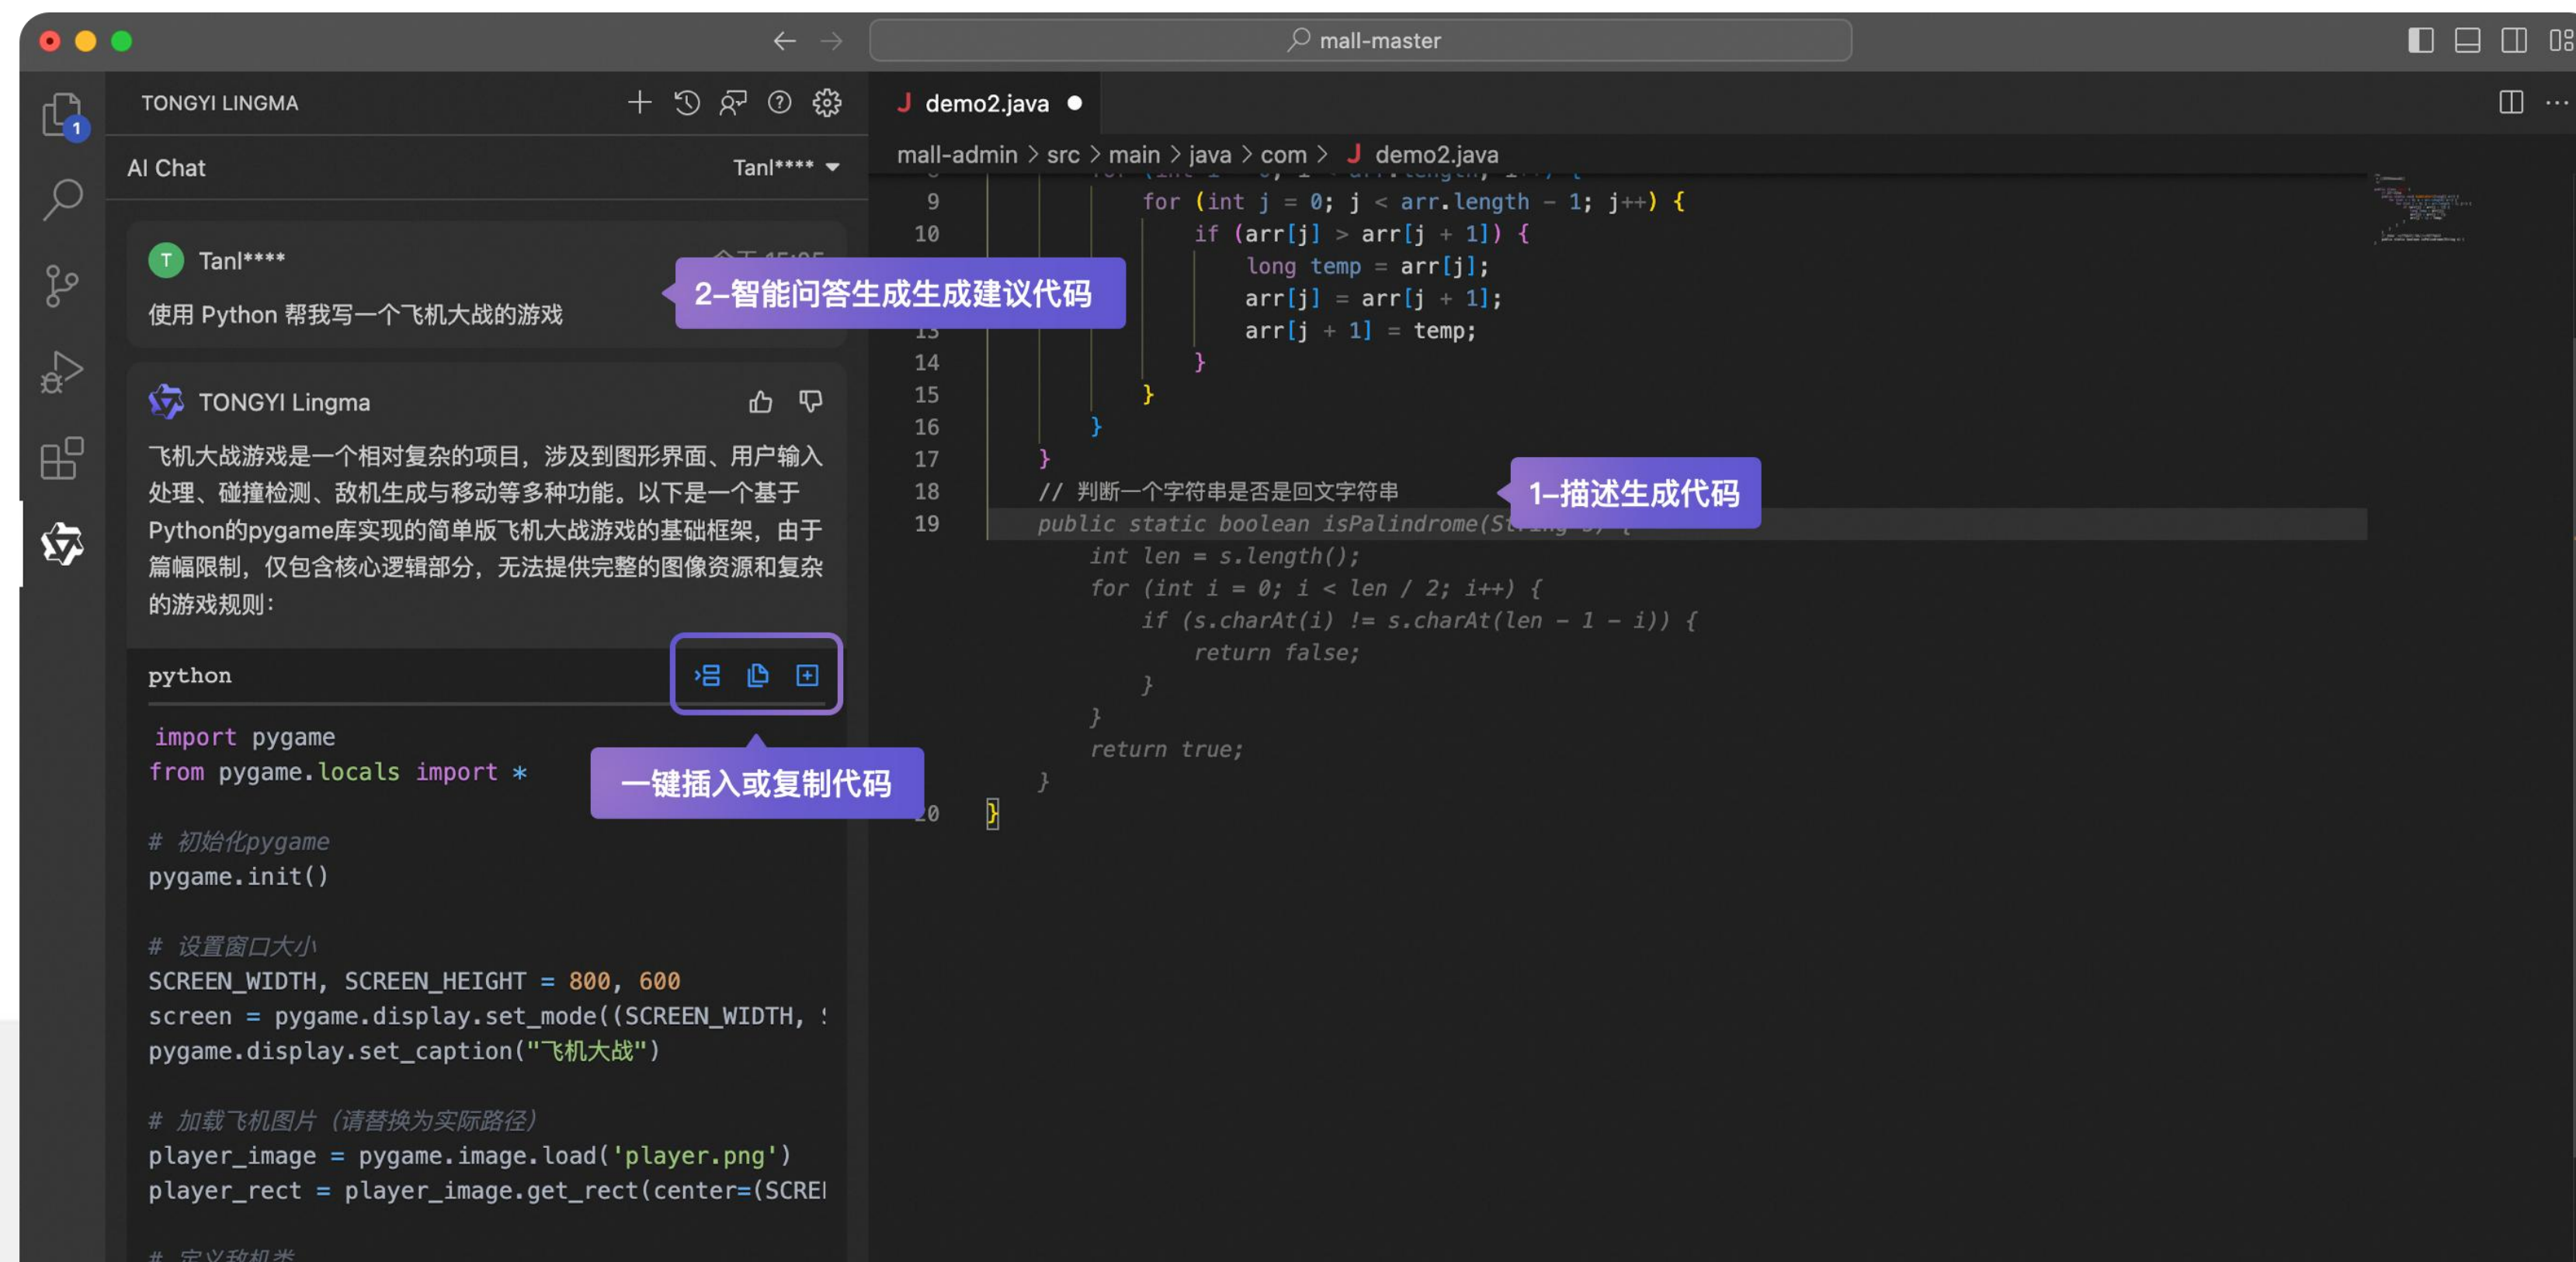 mall-master
TONGYI LINGMA
1
AI Chat
Tanl****
T Tanl****
使用 Python 帮我写一个飞机大战的游戏
2-智能问答生成生成建议代码
TONGYI Lingma
飞机大战游戏是一个相对复杂的项目，涉及到图形界面、用户输入
处理、碰撞检测、敌机生成与移动等多种功能。以下是一个基于
Python的pygame库实现的简单版飞机大战游戏的基础框架，由于
篇幅限制，仅包含核心逻辑部分，无法提供完整的图像资源和复杂
的游戏规则：
python
一键插入或复制代码
import pygame
from pygame.locals import *
# 初始化pygame
pygame.init()
# 设置窗口大小
SCREEN_WIDTH, SCREEN_HEIGHT = 800, 600
screen = pygame.display.set_mode((SCREEN_WIDTH,
pygame.display.set_caption("飞机大战")
# 加载飞机图片（请替换为实际路径）
player_image = pygame.image.load('player.png')
player_rect = player_image.get_rect(center=(SCRE
# 定义敌机类
J demo2.java
mall-admin > src > main > java > com > J demo2.java
9 for (int j = 0; j < arr.length - 1; j++) {
10 if (arr[j] > arr[j + 1]) {
long temp = arr[j];
arr[j] = arr[j + 1];
13 arr[j + 1] = temp;
14 }
15 }
16 }
17 }
18 // 判断一个字符串是否是回文字符串
1-描述生成代码
19 public static boolean isPalindrome(String s) {
int len = s.length();
for (int i = 0; i < len / 2; i++) {
if (s.charAt(i) != s.charAt(len - 1 - i)) {
return false;
}
}
return true;
}
20 }